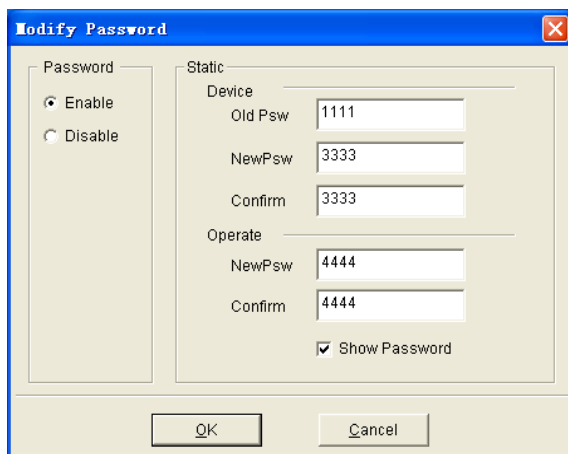 Modify Password
Password
Enable
Disable
Static
Device
Old Psw 1111
NewPsw 3333
Confirm 3333
Operate
NewPsw 4444
Confirm 4444
Show Password
OK Cancel